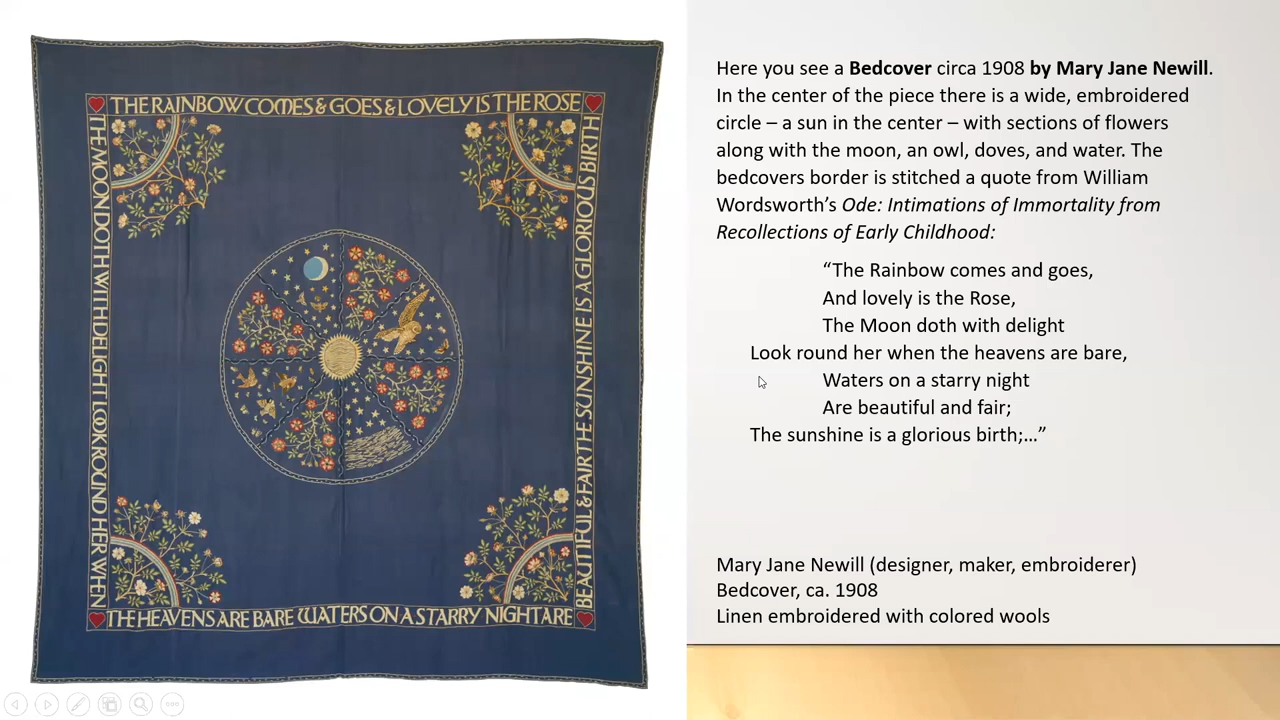 THE RAINBOW COMES & GOES & LOVELY IS THE ROSE
THE MOON DOTH WITH DELIGHT LOOK ROUND HER WHEN
THE HEAVENS ARE BARE WATERS ON A STARRY NIGHT ARE
BEAUTIFUL & FAIR THE SUNSHINE IS A GLORIOUS BIRTH
Here you see a Bedcover circa 1908 by Mary Jane Newill.
In the center of the piece there is a wide, embroidered
circle – a sun in the center – with sections of flowers
along with the moon, an owl, doves, and water. The
bedcovers border is stitched a quote from William
Wordsworth’s Ode: Intimations of Immortality from
Recollections of Early Childhood:
“The Rainbow comes and goes,
And lovely is the Rose,
The Moon doth with delight
Look round her when the heavens are bare,
Waters on a starry night
Are beautiful and fair;
The sunshine is a glorious birth;…”
Mary Jane Newill (designer, maker, embroiderer)
Bedcover, ca. 1908
Linen embroidered with colored wools